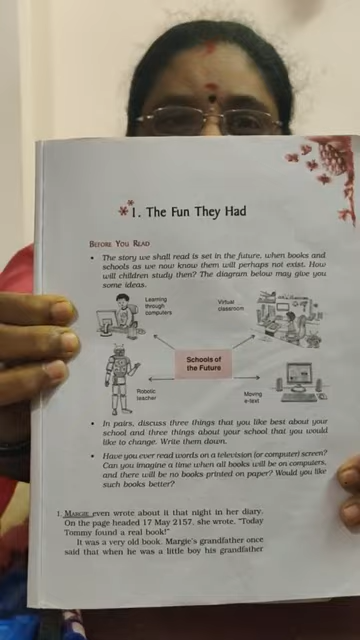 1. The Fun They Had
BEFORE YOU READ
• The story we shall read is set in the future, when books and
schools as we now know them will perhaps not exist. How
will children study then? The diagram below may give you
some ideas.
Learning
through
computers
Virtual
classroom
Schools of
the Future
Robotic
teacher
Moving
e-text
• In pairs, discuss three things that you like best about your
school and three things about your school that you would
like to change. Write them down.
• Have you ever read words on a television (or computer) screen?
Can you imagine a time when all books will be on computers,
and there will be no books printed on paper? Would you like
such books better?
1. MARGIE even wrote about it that night in her diary.
On the page headed 17 May 2157, she wrote, “Today
Tommy found a real book!”
It was a very old book. Margie's grandfather once
said that when he was a little boy his grandfather